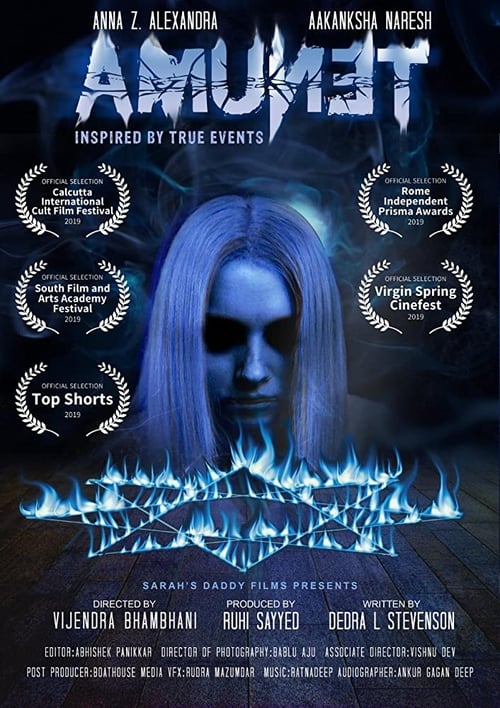 ANNA Z. ALEXANDRA AAKANKSHA NARESH
AMUNET
INSPIRED BY TRUE EVENTS
OFFICIAL SELECTION
Calcutta
International
Cult Film Festival
2019
OFFICIAL SELECTION
Rome
Independent
Prisma Awards
2019
OFFICIAL SELECTION
South Film and
Arts Academy
Festival
2019
OFFICIAL SELECTION
Virgin Spring
Cinefest
2019
OFFICIAL SELECTION
Top Shorts
2019
SARAH'S DADDY FILMS PRESENTS
DIRECTED BY PRODUCED BY WRITTEN BY
VIJENDRA BHAMBHANI RUHI SAYYED DEDRA L STEVENSON
EDITOR:ABHISHEK PANIKKAR DIRECTOR OF PHOTOGRAPHY:BABLU AJU ASSOCIATE DIRECTOR:VISHNU DEV
POST PRODUCER:BOATHOUSE MEDIA VFX:RUDRA MAZUMDAR MUSIC:RATNADEEP AUDIOGRAPHER:ANKUR GAGAN DEEP